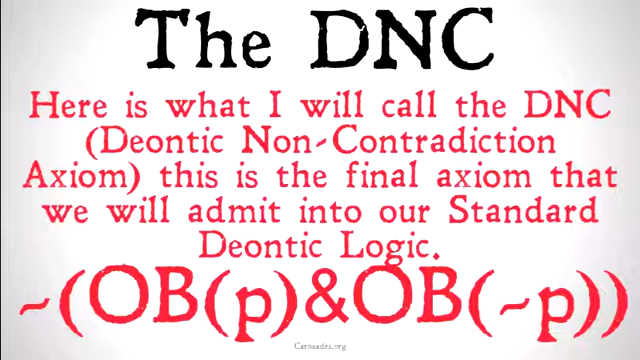 The DNC
Here is what I will call the DNC
(Deontic Non-Contradiction
Axiom) this is the final axiom that
we will admit into our Standard
Deontic Logic.
~(OB(p)&OB(~p))
Carneades.org